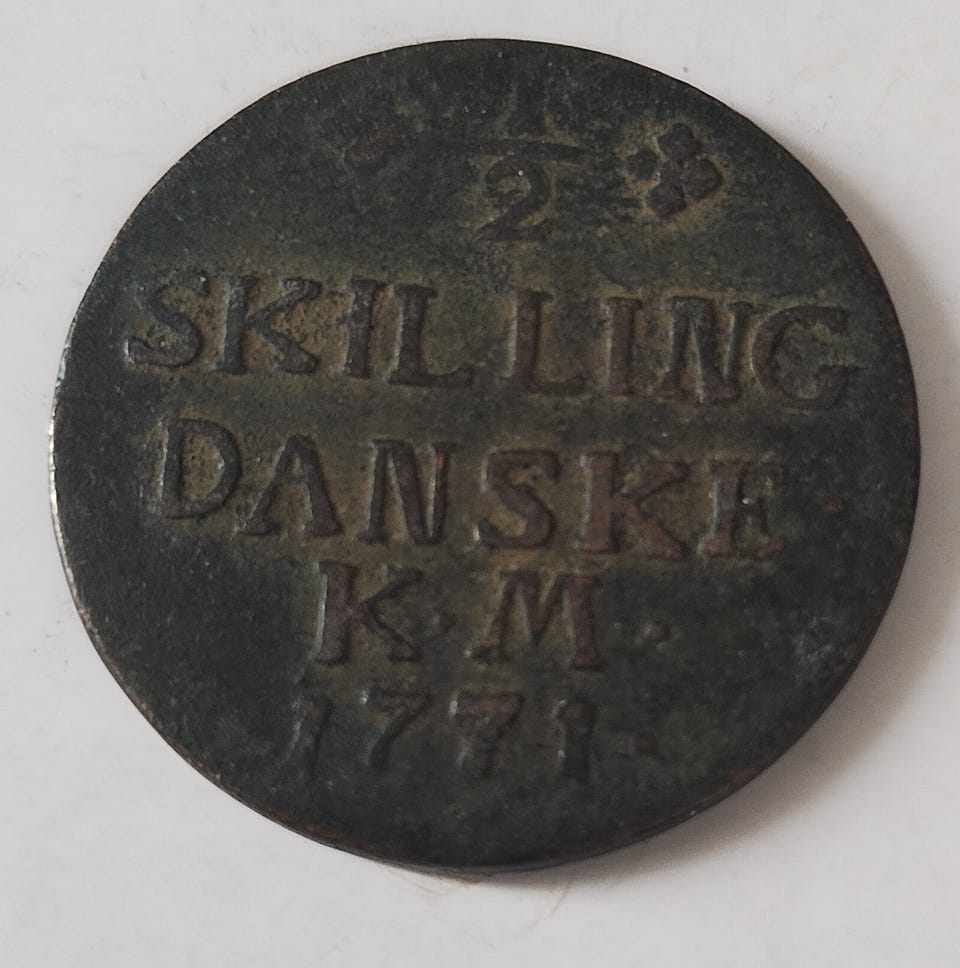 1
2
SKILLING
DANSKE
K·M·
1771·